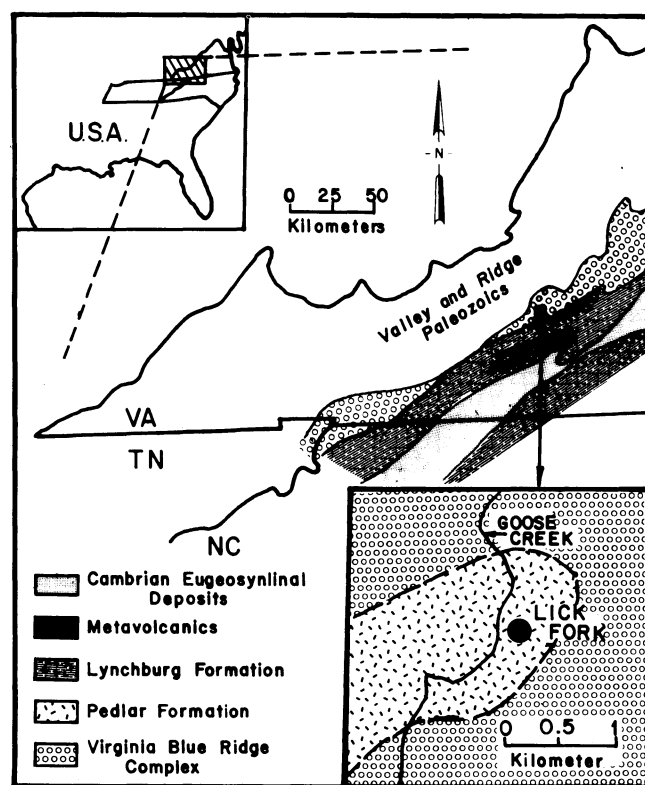 U.S.A.
N
0 25 50
Kilometers
Valley and Ridge
Paleozoics
VA
TN
NC
GOOSE
CREEK
LICK
FORK
0 0.5 1
Kilometer
Cambrian Eugeosynlinal
Deposits
Metavolcanics
Lynchburg Formation
Pedlar Formation
Virginia Blue Ridge
Complex